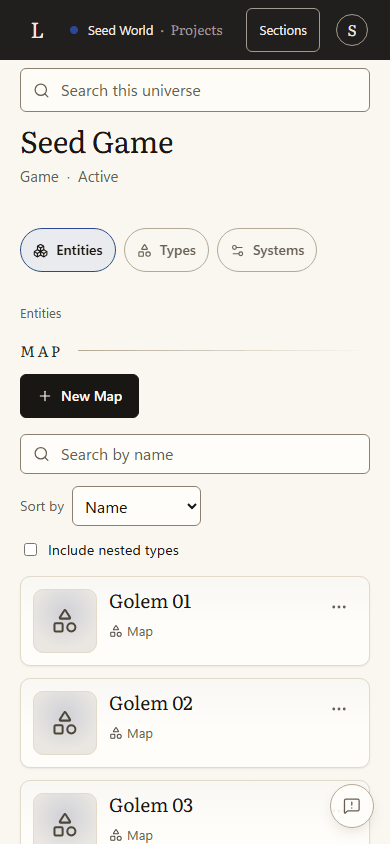 L
Seed World · Projects
Sections
S
Search this universe
Seed Game
Game · Active
Entities
Types
Systems
Entities
MAP
New Map
Search by name
Sort by
Name
Include nested types
Golem 01
Map
Golem 02
Map
Golem 03
Map